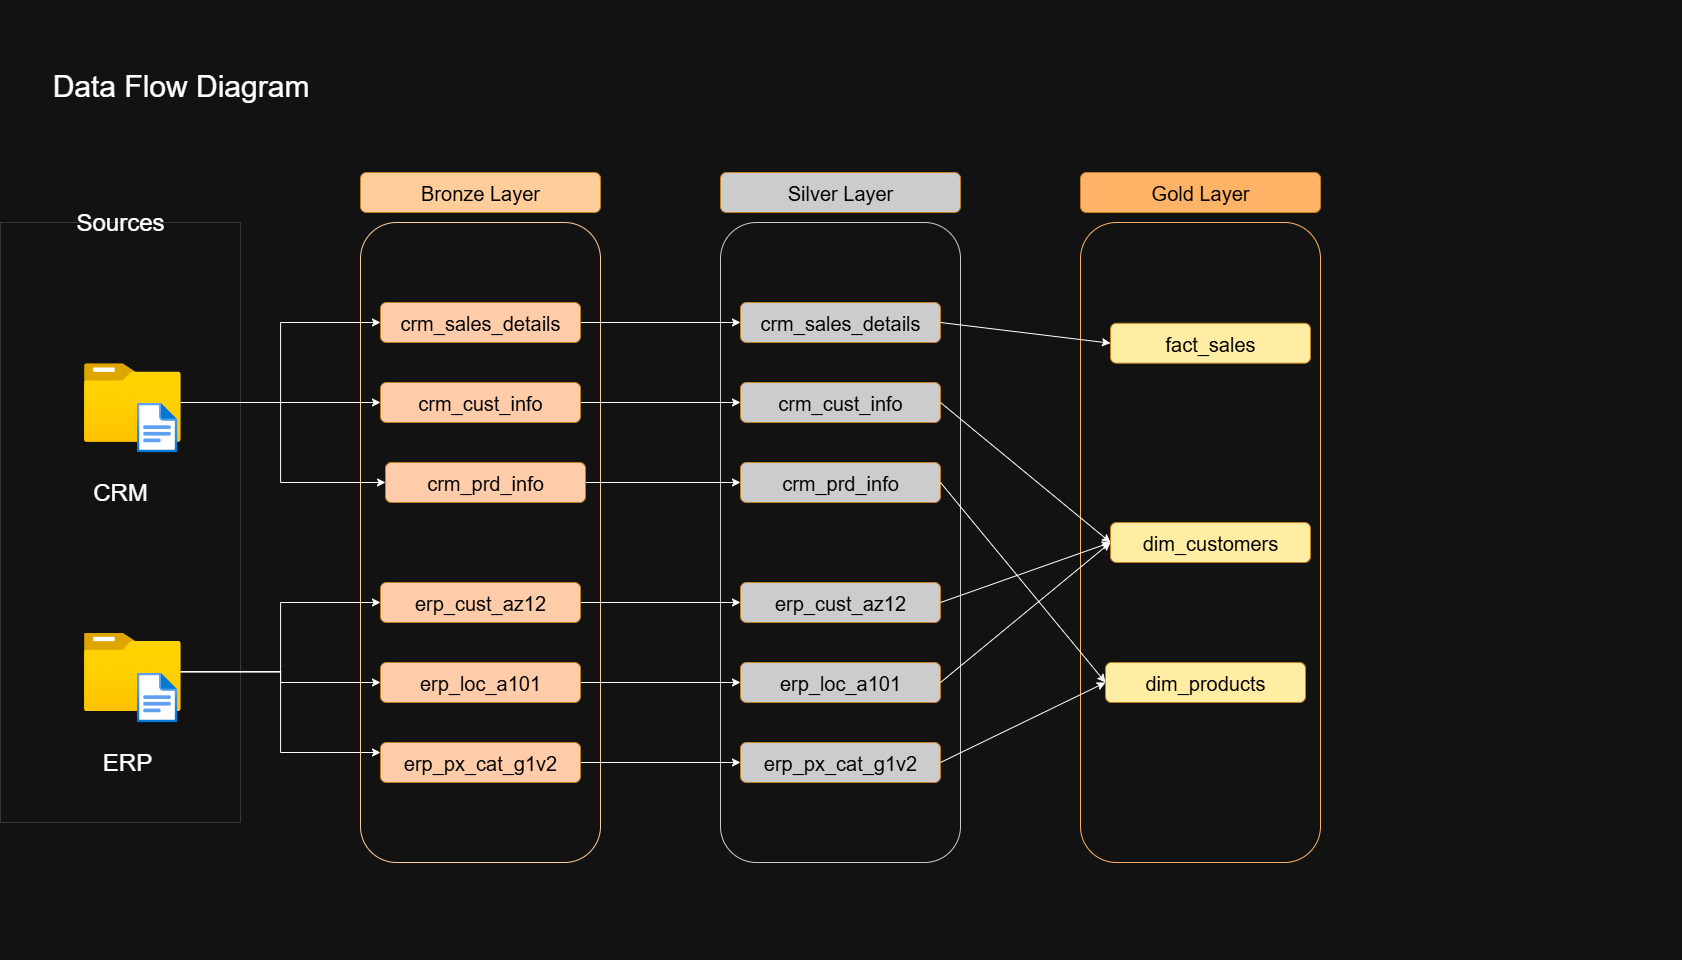 Data Flow Diagram
Sources
CRM
ERP
Bronze Layer
crm_sales_details
crm_cust_info
crm_prd_info
erp_cust_az12
erp_loc_a101
erp_px_cat_g1v2
Silver Layer
crm_sales_details
crm_cust_info
crm_prd_info
erp_cust_az12
erp_loc_a101
erp_px_cat_g1v2
Gold Layer
fact_sales
dim_customers
dim_products